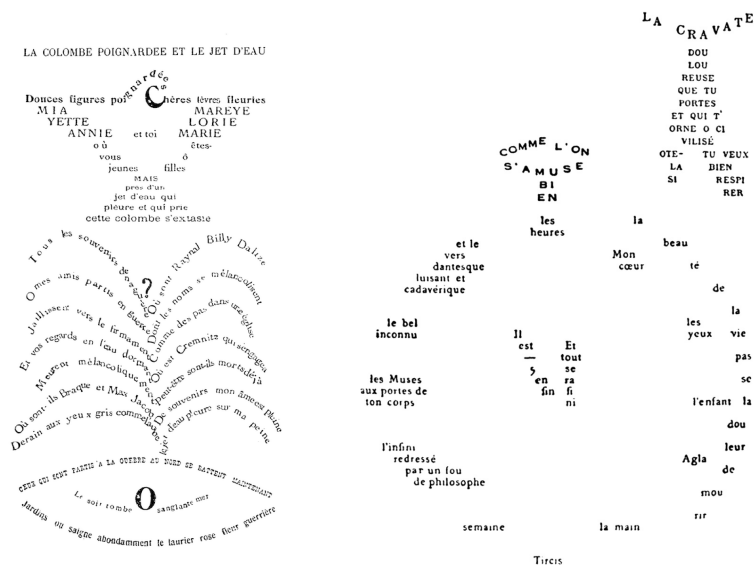 LA COLOMBE POIGNARDEE ET LE JET D'EAU
Douces figures poignardées
Chères lèvres fleuries
MIA MAREYE
YETTE LORIE
ANNIE et toi MARIE
où êtes-
vous ô
jeunes filles
MAIS
près d'un
jet d'eau qui
pleure et qui prie
cette colombe s'extasie
Tous les souvenirs de naguère
O mes amis partis en guerre
Jaillissent vers le firmament
Et vos regards en l'eau dormant
Meurent mélancoliquement
Où sont-ils Braque et Max Jacob
Derain aux yeux gris comme l'aube
?
Où sont Raynal Billy Dalize
Dont les noms se mélancolisent
Comme des pas dans une église
Où est Cremnitz qui s'engagea
Peut-être sont-ils morts déjà
De souvenirs mon âme est pleine
Le jet d'eau pleure sur ma peine
CEUX QUI SONT PARTIS A LA GUERRE AU NORD SE BATTENT MAINTENANT
Le soir tombe O sanglante mer
Jardins où saigne abondamment le laurier rose fleur guerrière
LA CRAVATE
DOU
LOU
REUSE
QUE TU
PORTES
ET QUI T'
ORNE O CI
VILISÉ
OTE- TU VEUX
LA BIEN
SI RESPI
RER
COMME L'ON
S'AMUSE
BI
EN
les
heures
la
beau
té
de
la
vie
pas
se
l'enfant la
dou
leur
de
mou
rir
Mon
cœur
les
yeux
Agla
la main
Tircis
semaine
l'infini
redressé
par un fou
de philosophe
les Muses
aux portes de
ton corps
le bel
inconnu
et le
vers
dantesque
luisant et
cadavérique
Il
est
—
5
en
fin
Et
tout
se
ra
fi
ni